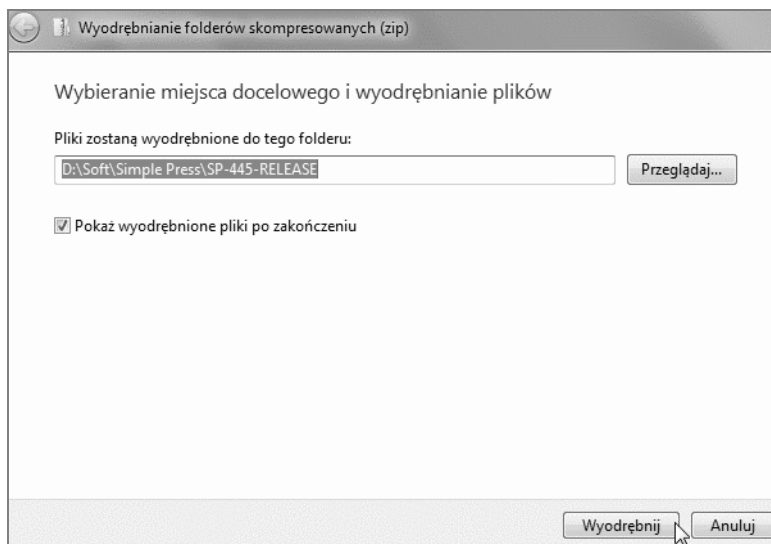 Wyodrębnianie folderów skompresowanych (zip)
Wybieranie miejsca docelowego i wyodrębnianie plików
Pliki zostaną wyodrębnione do tego folderu:
D:\Soft\Simple Press\SP-445-RELEASE
Przeglądaj...
Pokaż wyodrębnione pliki po zakończeniu
Wyodrębnij Anuluj